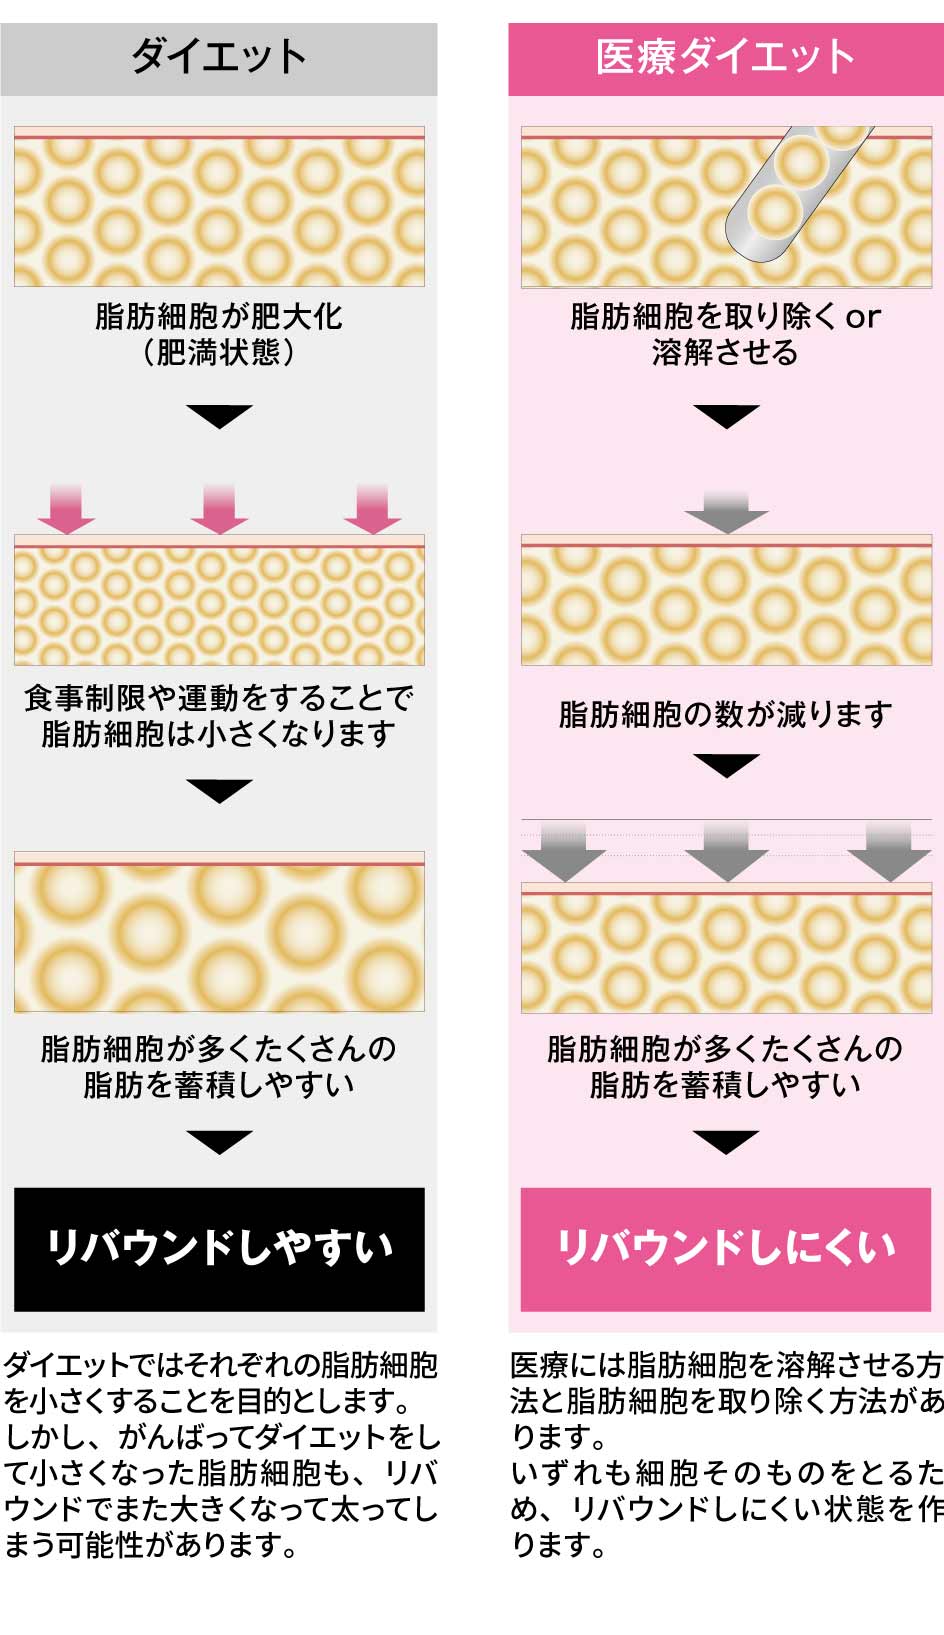 ダイエット
脂肪細胞が肥大化
（肥満状態）
食事制限や運動をすることで
脂肪細胞は小さくなります
脂肪細胞が多くたくさんの
脂肪を蓄積しやすい
リバウンドしやすい
ダイエットではそれぞれの脂肪細胞
を小さくすることを目的とします。
しかし、がんばってダイエットをし
て小さくなった脂肪細胞も、リバ
ウンドでまた大きくなって太ってし
まう可能性があります。
医療ダイエット
脂肪細胞を取り除く or
溶解させる
脂肪細胞の数が減ります
脂肪細胞が多くたくさんの
脂肪を蓄積しやすい
リバウンドしにくい
医療には脂肪細胞を溶解させる方
法と脂肪細胞を取り除く方法があ
ります。
いずれも細胞そのものをとるた
め、リバウンドしにくい状態を作
ります。